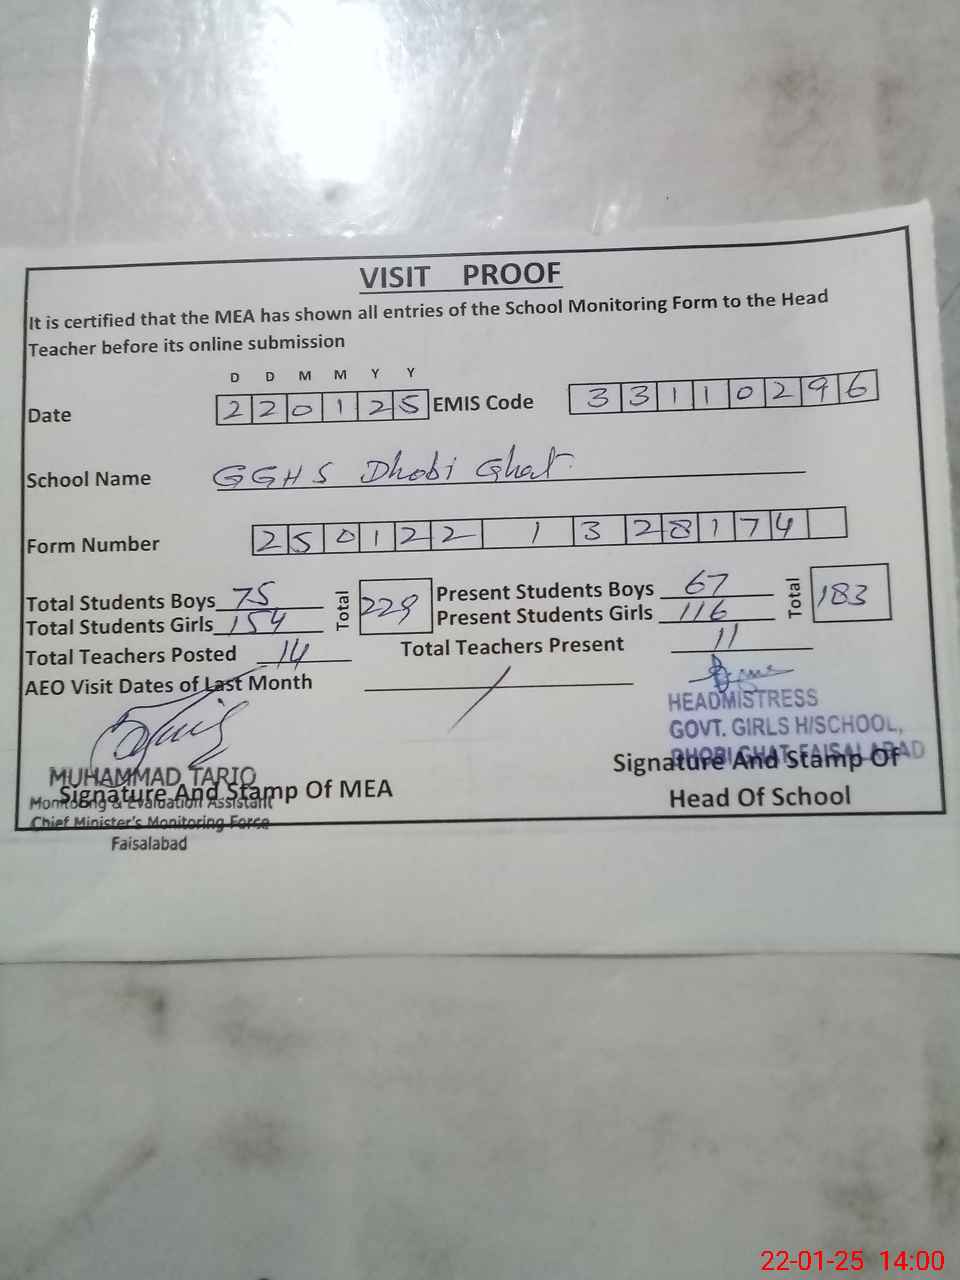 VISIT PROOF
It is certified that the MEA has shown all entries of the School Monitoring Form to the Head
Teacher before its online submission
D D M M Y Y
Date 2 2 0 1 2 5 EMIS Code 3 3 1 1 0 2 9 6
School Name GGHS Dhobi Ghat
Form Number 2 5 0 1 2 2 1 3 2 8 1 7 4
Total Students Boys 75 Total 229 Present Students Boys 67 Total 183
Total Students Girls 154 Present Students Girls 116
Total Teachers Posted 14 Total Teachers Present 11
AEO Visit Dates of Last Month /
HEADMISTRESS
GOVT. GIRLS H/SCHOOL,
DHOBI GHAT FAISALABAD
Signature And Stamp Of
Head Of School
MUHAMMAD TARIQ
Signature And Stamp Of MEA
Monitoring & Evaluation Assistant
Chief Minister's Monitoring Force
Faisalabad
22-01-25 14:00